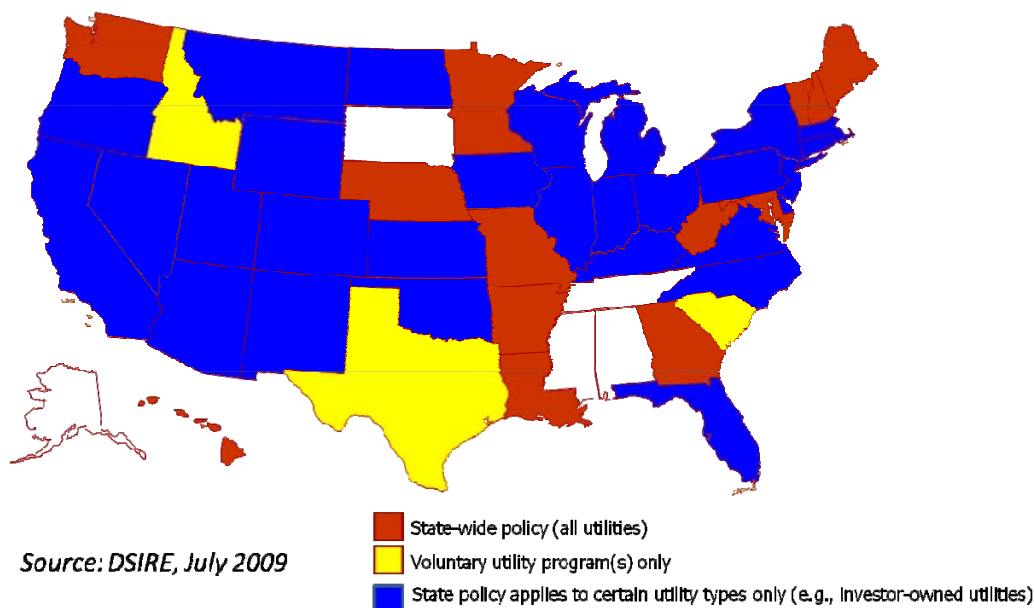 State-wide policy (all utilities)
Voluntary utility program(s) only
Source: DSIRE, July 2009
State policy applies to certain utility types only (e.g., investor-owned utilities)